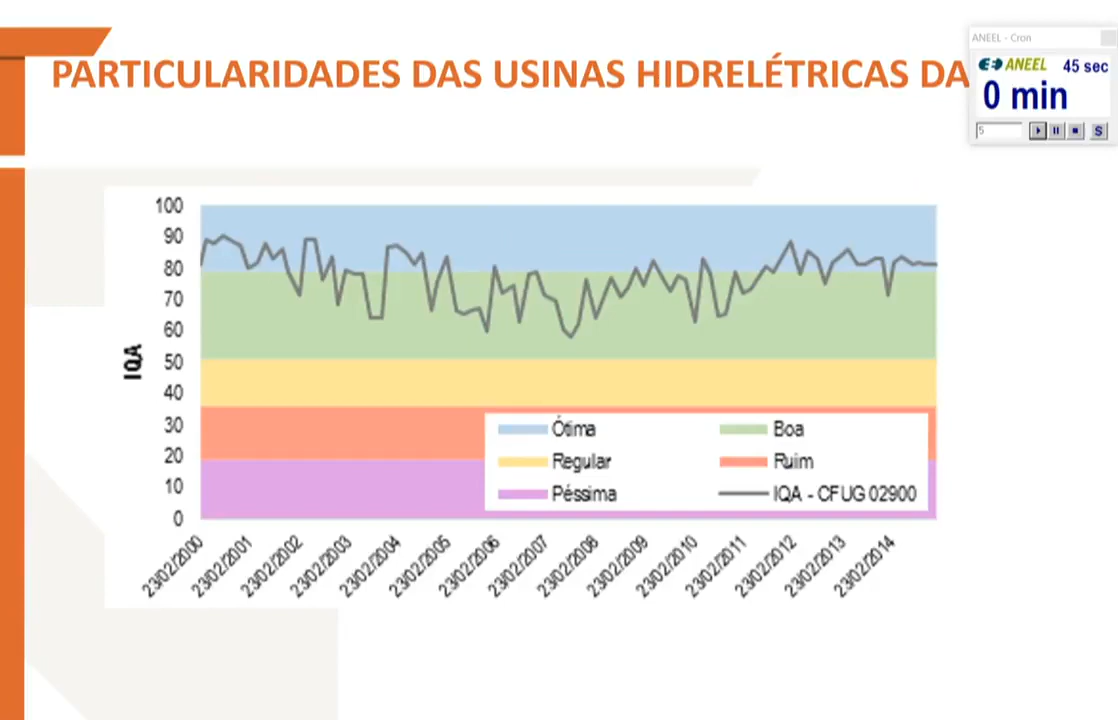 PARTICULARIDADES DAS USINAS HIDRELÉTRICAS DA
ANEEL - Cron
ANEEL 45 sec
0 min
5
S
100
90
80
70
60
50
40
30
20
10
0
IQA
Ótima
Boa
Regular
Ruim
Péssima
IQA - CFUG 02900
23/02/2000
23/02/2001
23/02/2002
23/02/2003
23/02/2004
23/02/2005
23/02/2006
23/02/2007
23/02/2008
23/02/2009
23/02/2010
23/02/2011
23/02/2012
23/02/2013
23/02/2014